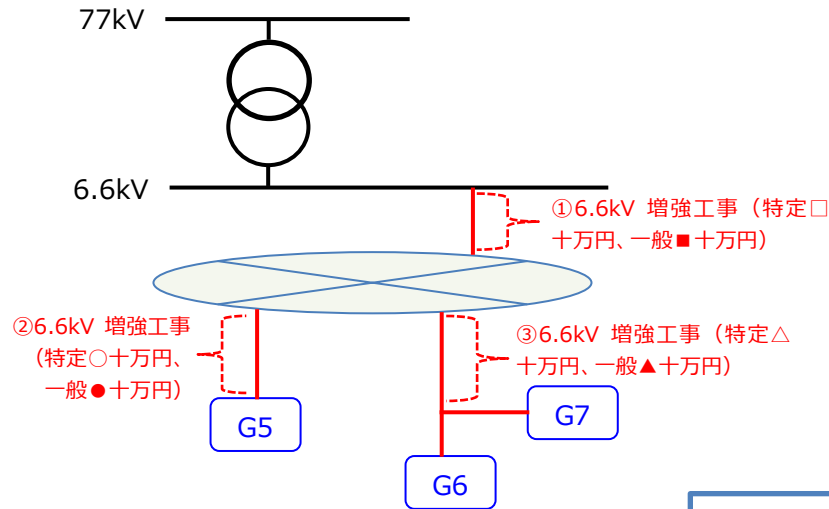 77kV
6.6kV
①6.6kV 増強工事（特定□
十万円、一般■十万円）
②6.6kV 増強工事
（特定○十万円、
一般●十万円）
③6.6kV 増強工事（特定△
十万円、一般▲十万円）
G5
G7
G6